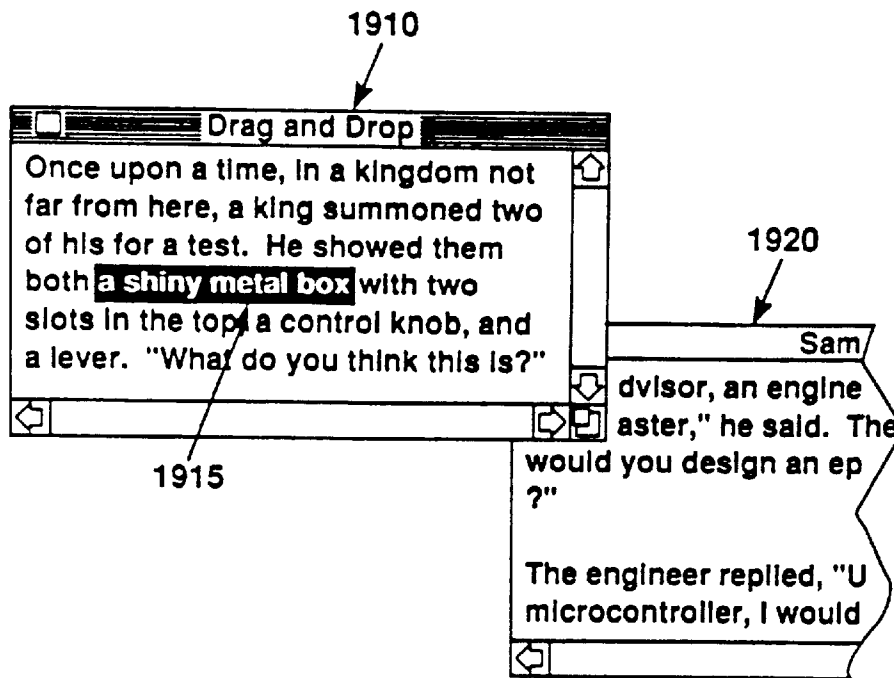 1910
Drag and Drop
Once upon a time, in a kingdom not
far from here, a king summoned two
of his for a test. He showed them
both a shiny metal box with two
slots in the top, a control knob, and
a lever. "What do you think this is?"
1915
1920
Sam
dvisor, an engine
aster," he said. The
would you design an ep
?"
The engineer replied, "U
microcontroller, I would